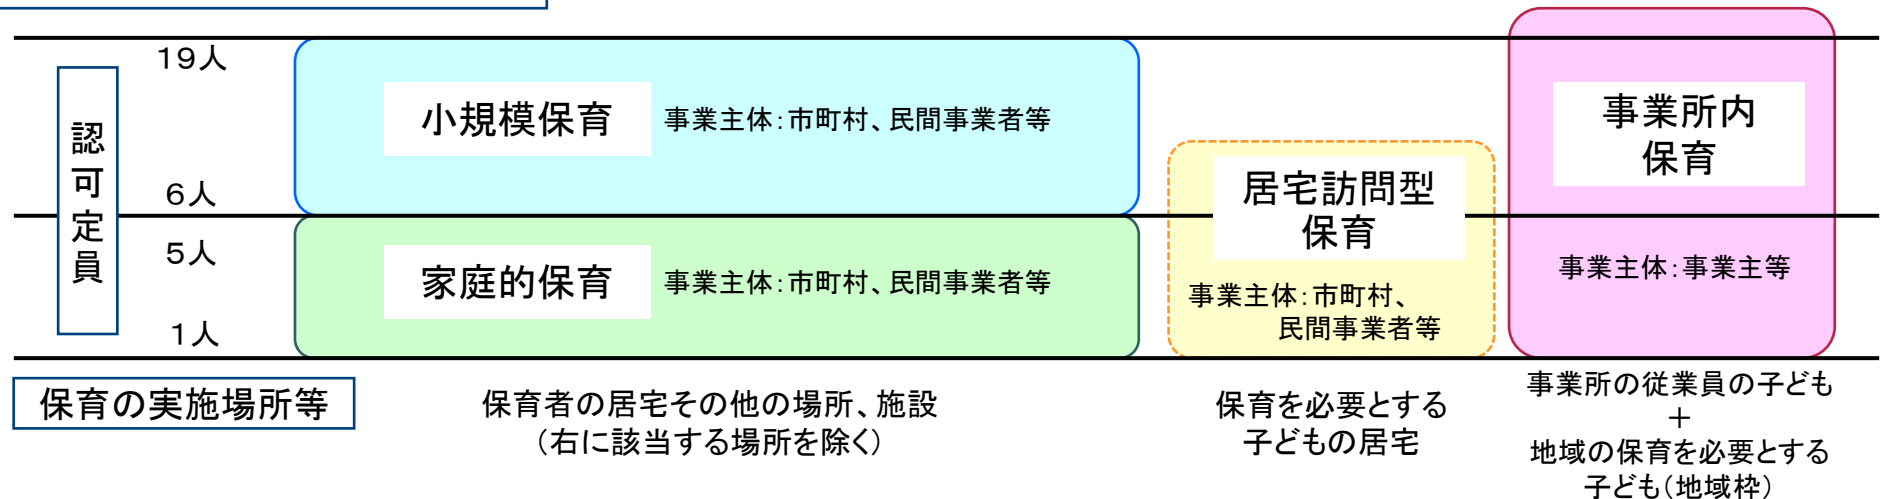 認可定員
19人
6人
5人
1人
小規模保育
事業主体：市町村、民間事業者等
家庭的保育
事業主体：市町村、民間事業者等
居宅訪問型
保育
事業主体：市町村、
民間事業者等
事業所内
保育
事業主体：事業主等
保育の実施場所等
保育者の居宅その他の場所、施設
（右に該当する場所を除く）
保育を必要とする
子どもの居宅
事業所の従業員の子ども
＋
地域の保育を必要とする
子ども（地域枠）